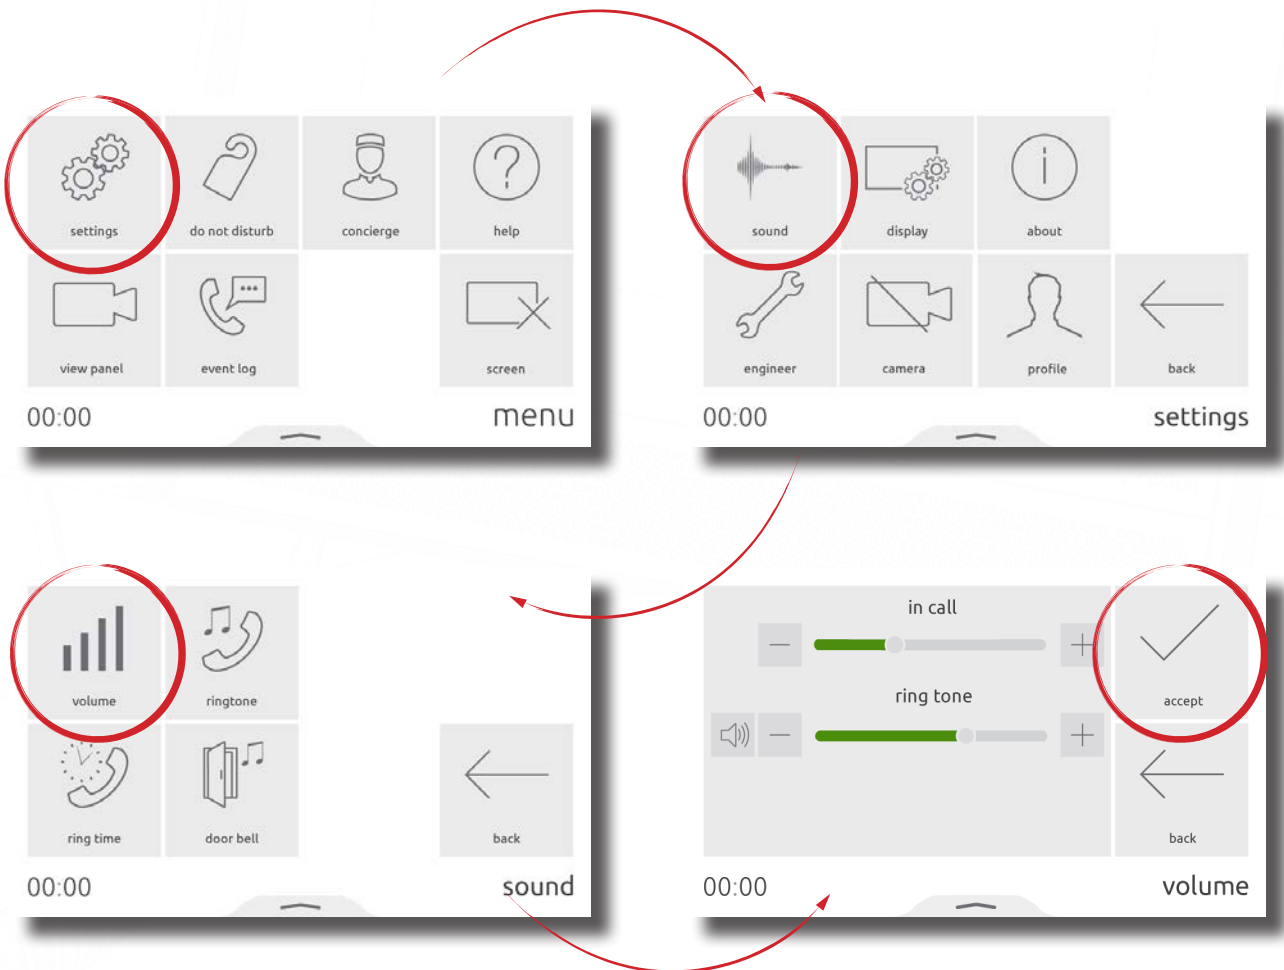 settings
do not disturb
concierge
help
view panel
event log
screen
00:00
menu
sound
display
about
engineer
camera
profile
back
00:00
settings
volume
ringtone
ring time
door bell
back
00:00
sound
in call
accept
ring tone
back
00:00
volume